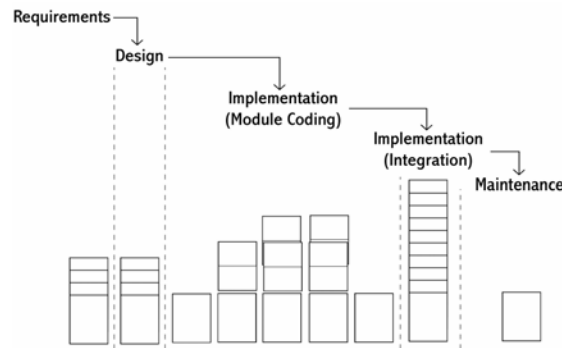 Requirements
Design
Implementation
(Module Coding)
Implementation
(Integration)
Maintenance